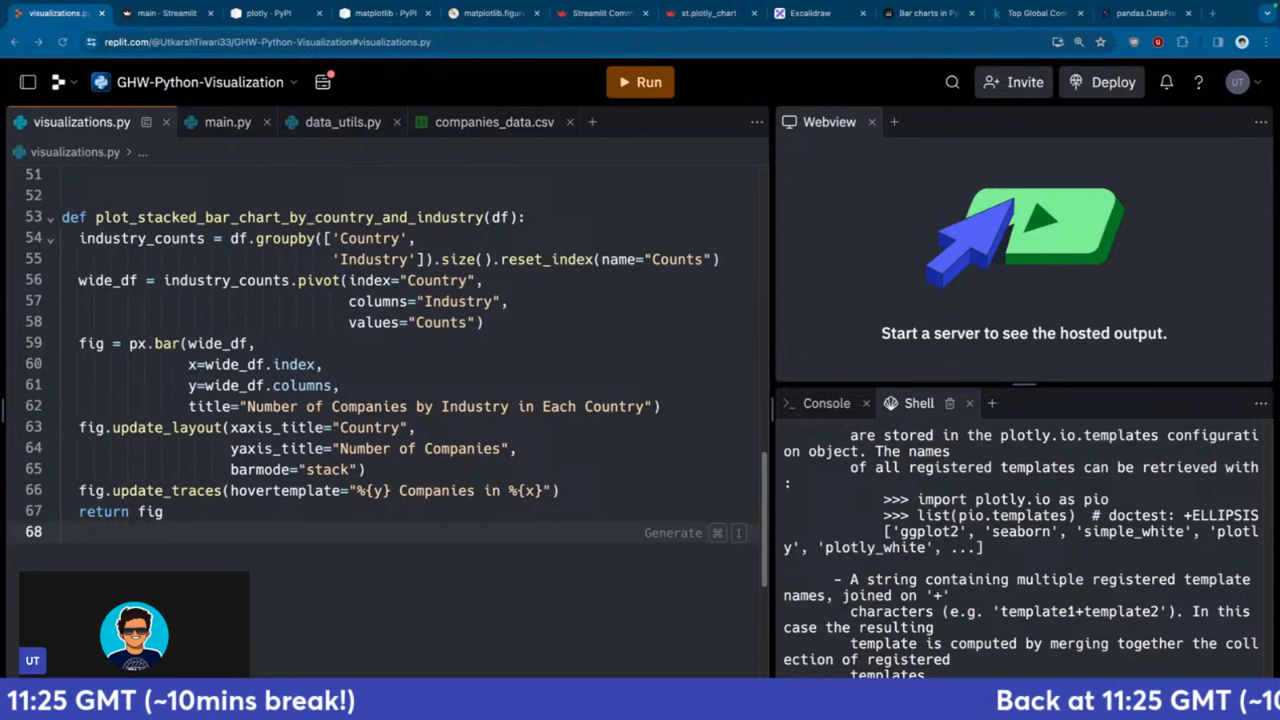 visualizations.py
main - Streamlit
plotly · PyPI
matplotlib · PyPI
matplotlib.figur
Streamlit Comm
st.plotly_chart -
Excalidraw
Bar charts in Py
Top Global Com
pandas.DataFra
replit.com/@UtkarshTiwari33/GHW-Python-Visualization#visualizations.py
GHW-Python-Visualization
Run
Invite
Deploy
UT
visualizations.py
main.py
data_utils.py
companies_data.csv
Webview
visualizations.py > ...
51
52
53 def plot_stacked_bar_chart_by_country_and_industry(df):
54 industry_counts = df.groupby(['Country',
55 'Industry']).size().reset_index(name="Counts")
56 wide_df = industry_counts.pivot(index="Country",
57 columns="Industry",
58 values="Counts")
59 fig = px.bar(wide_df,
60 x=wide_df.index,
61 y=wide_df.columns,
62 title="Number of Companies by Industry in Each Country")
63 fig.update_layout(xaxis_title="Country",
64 yaxis_title="Number of Companies",
65 barmode="stack")
66 fig.update_traces(hovertemplate="%{y} Companies in %{x}")
67 return fig
68
Generate ⌘ I
Start a server to see the hosted output.
Console
Shell
are stored in the plotly.io.templates configurati
on object. The names
of all registered templates can be retrieved with
:
>>> import plotly.io as pio
>>> list(pio.templates)  # doctest: +ELLIPSIS
['ggplot2', 'seaborn', 'simple_white', 'plotl
y', 'plotly_white', ...]
- A string containing multiple registered template
names, joined on '+'
characters (e.g. 'template1+template2'). In this
case the resulting
template is computed by merging together the coll
ection of registered
templates
UT
11:25 GMT (~10mins break!)
Back at 11:25 GMT (~10